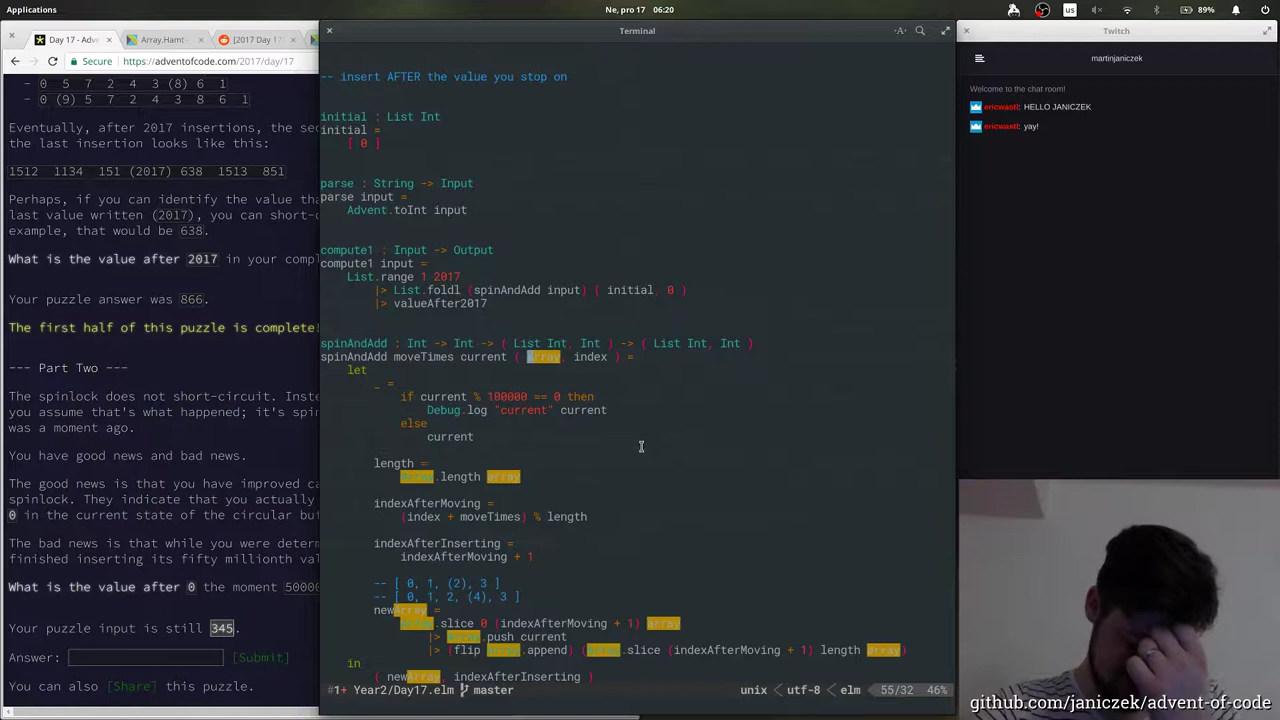 Applications
Ne, pro 17 06:20
us
89%
Day 17 - Adve
Array.Hamt -
[2017 Day 17
Secure
https://adventofcode.com/2017/day/17
- 0 5 7 2 4 3 (8) 6 1
- 0 (9) 5 7 2 4 3 8 6 1
Eventually, after 2017 insertions, the sec
the last insertion looks like this:
1512 1134 151 (2017) 638 1513 851
Perhaps, if you can identify the value tha
last value written (2017), you can short-c
example, that would be 638.
What is the value after 2017 in your compl
Your puzzle answer was 866.
The first half of this puzzle is complete!
--- Part Two ---
The spinlock does not short-circuit. Inste
you assume that's what happened; it's spin
was a moment ago.
You have good news and bad news.
The good news is that you have improved ca
spinlock. They indicate that you actually
0 in the current state of the circular bu
The bad news is that while you were determ
finished inserting its fifty millionth val
What is the value after 0 the moment 50000
Your puzzle input is still 345.
Answer: [Submit]
You can also [Share] this puzzle.
Terminal
-A-
-- insert AFTER the value you stop on
initial : List Int
initial =
[ 0 ]
parse : String -> Input
parse input =
Advent.toInt input
compute1 : Input -> Output
compute1 input =
List.range 1 2017
|> List.foldl (spinAndAdd input) ( initial, 0 )
|> valueAfter2017
spinAndAdd : Int -> Int -> ( List Int, Int ) -> ( List Int, Int )
spinAndAdd moveTimes current ( array, index ) =
let
_ =
if current % 100000 == 0 then
Debug.log "current" current
else
current
length =
Array.length array
indexAfterMoving =
(index + moveTimes) % length
indexAfterInserting =
indexAfterMoving + 1
-- [ 0, 1, (2), 3 ]
-- [ 0, 1, 2, (4), 3 ]
newArray =
Array.slice 0 (indexAfterMoving + 1) array
|> Array.push current
|> (flip Array.append) (Array.slice (indexAfterMoving + 1) length array)
in
( newArray, indexAfterInserting )
#1+ Year2/Day17.elm master
unix < utf-8 < elm 55/32 46%
Twitch
martinjaniczek
Welcome to the chat room!
ericwastl: HELLO JANICZEK
ericwastl: yay!
github.com/janiczek/advent-of-code